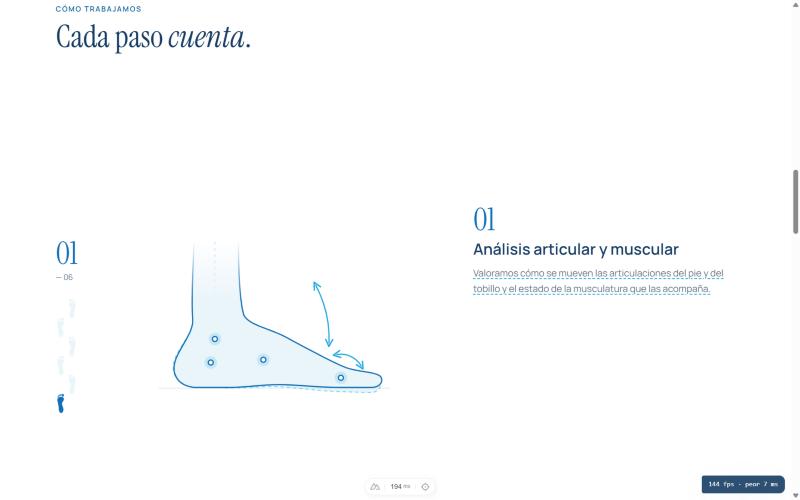 CÓMO TRABAJAMOS
Cada paso cuenta.
01
— 06
01
Análisis articular y muscular
Valoramos cómo se mueven las articulaciones del pie y del
tobillo y el estado de la musculatura que las acompaña.
194 ms
144 fps · peor 7 ms